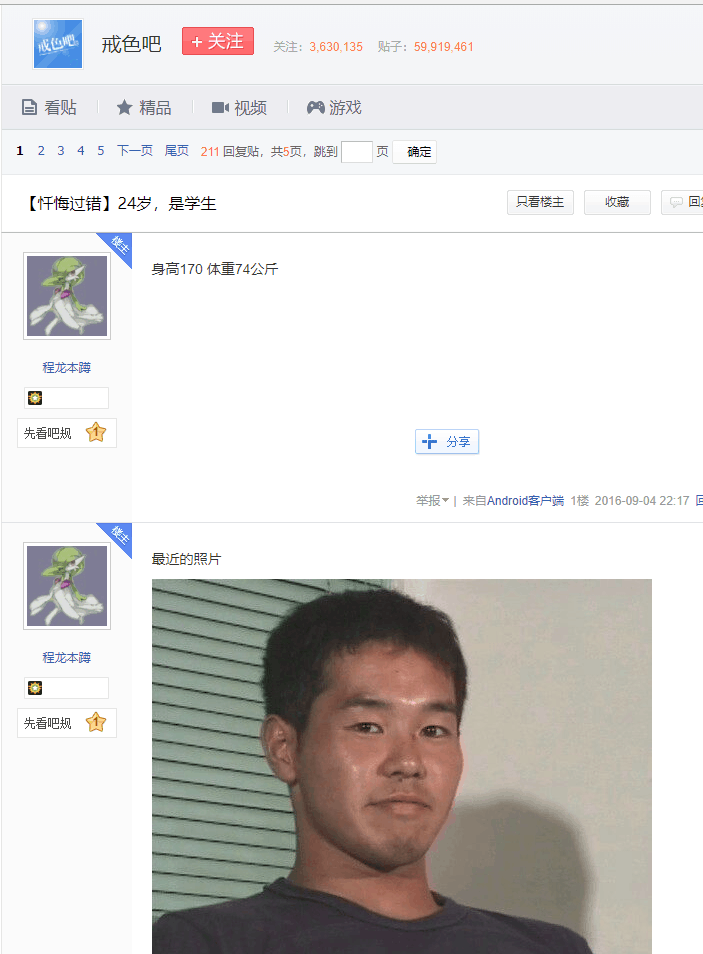 戒色吧
戒色吧 + 关注 关注: 3,630,135 贴子: 59,919,461
看贴 精品 视频 游戏
1 2 3 4 5 下一页 尾页 211 回复贴，共5页，跳到 页 确定
【忏悔过错】24岁，是学生 只看楼主 收藏 回
楼主
身高170 体重74公斤
程龙本蹲
先看吧规 1
分享
举报 | 来自Android客户端 1楼 2016-09-04 22:17 回
楼主
最近的照片
程龙本蹲
先看吧规 1